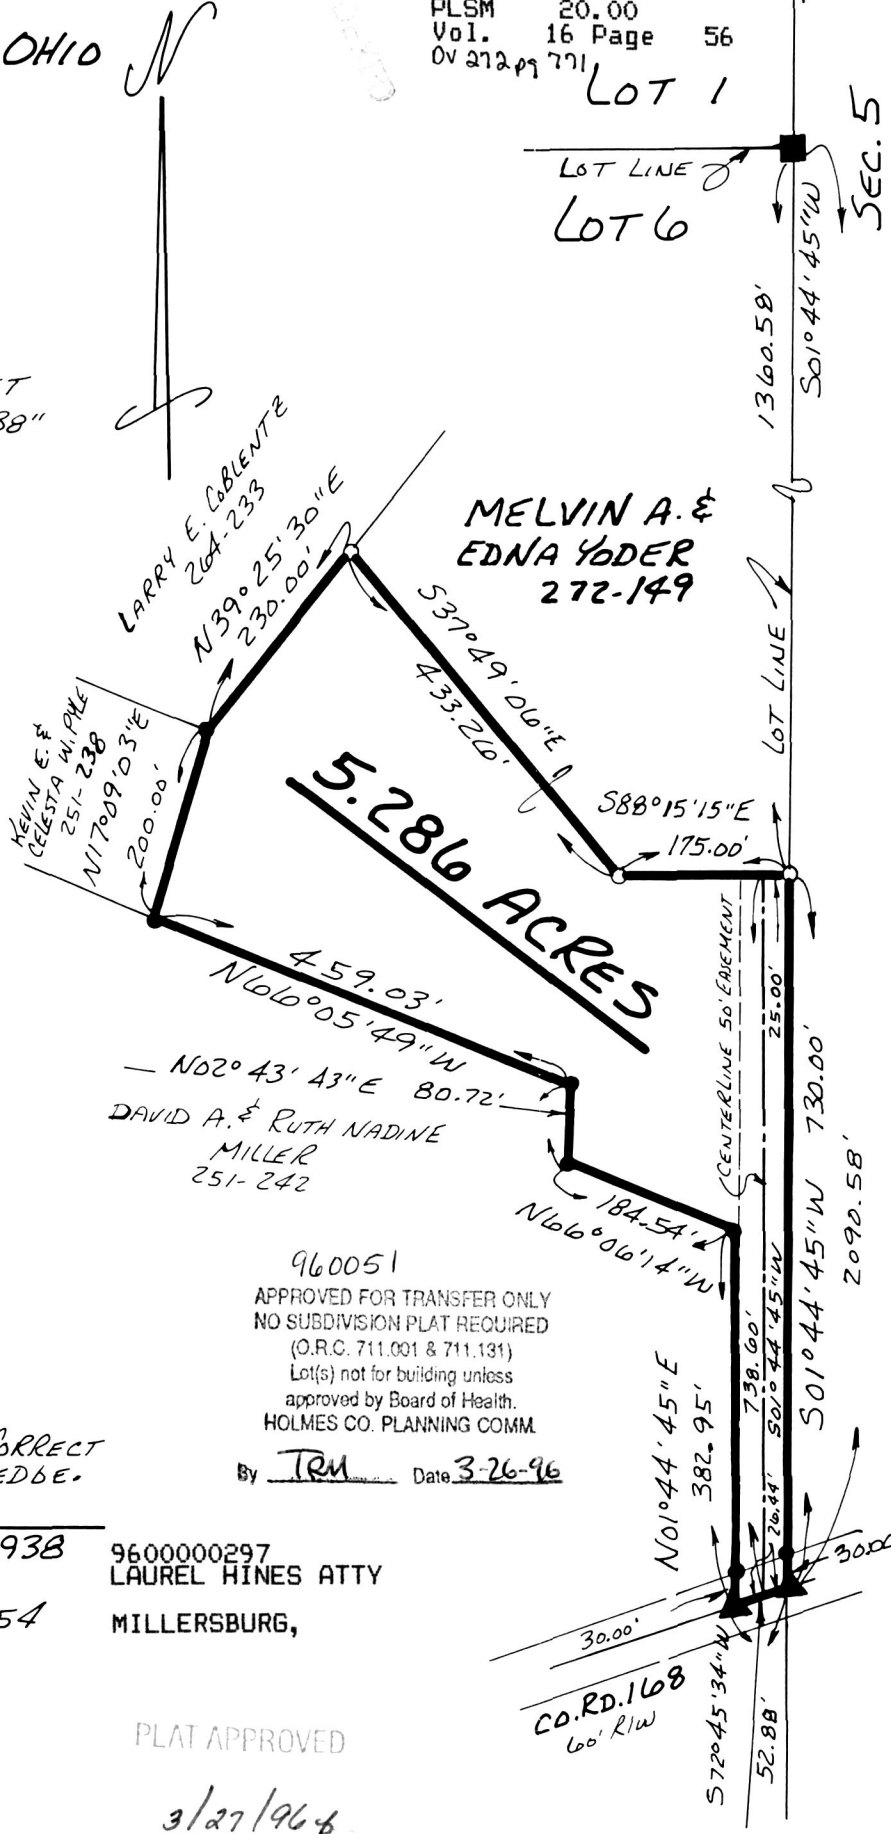 OHIO
N
PLSM 20.00
Vol. 16 Page 56
OV 272 pg 771
LOT 1
LOT LINE
LOT 6
SEC. 5
1360.58'
S01°44'45"W
38"
LARRY E. COBLENTZ
264-233
N39°25'30"E
230.00'
MELVIN A. &
EDNA YODER
272-149
S37°49'06"E
433.26'
LOT LINE
KEVIN E. &
CELESTA W. PYLE
251-238
N17°09'03"E
200.00'
5.286 ACRES
S88°15'15"E
175.00'
459.03'
N66°05'49"W
CENTERLINE 50' EASEMENT
25.00'
N02°43'43"E 80.72'
DAVID A. & RUTH NADINE
MILLER
251-242
184.54'
N66°06'14"W
S01°44'45"W 730.00'
2090.58'
960051
APPROVED FOR TRANSFER ONLY
NO SUBDIVISION PLAT REQUIRED
(O.R.C. 711.001 & 711.131)
Lot(s) not for building unless
approved by Board of Health.
HOLMES CO. PLANNING COMM.
By TRM Date 3-26-96
N01°44'45"E
382.95'
738.60'
S01°44'45"W
26.44'
30.00
30.00'
CO.RD.168
60' R/W
S72°45'34"W
52.88'
938
54
9600000297
LAUREL HINES ATTY
MILLERSBURG,
PLAT APPROVED
3/27/96